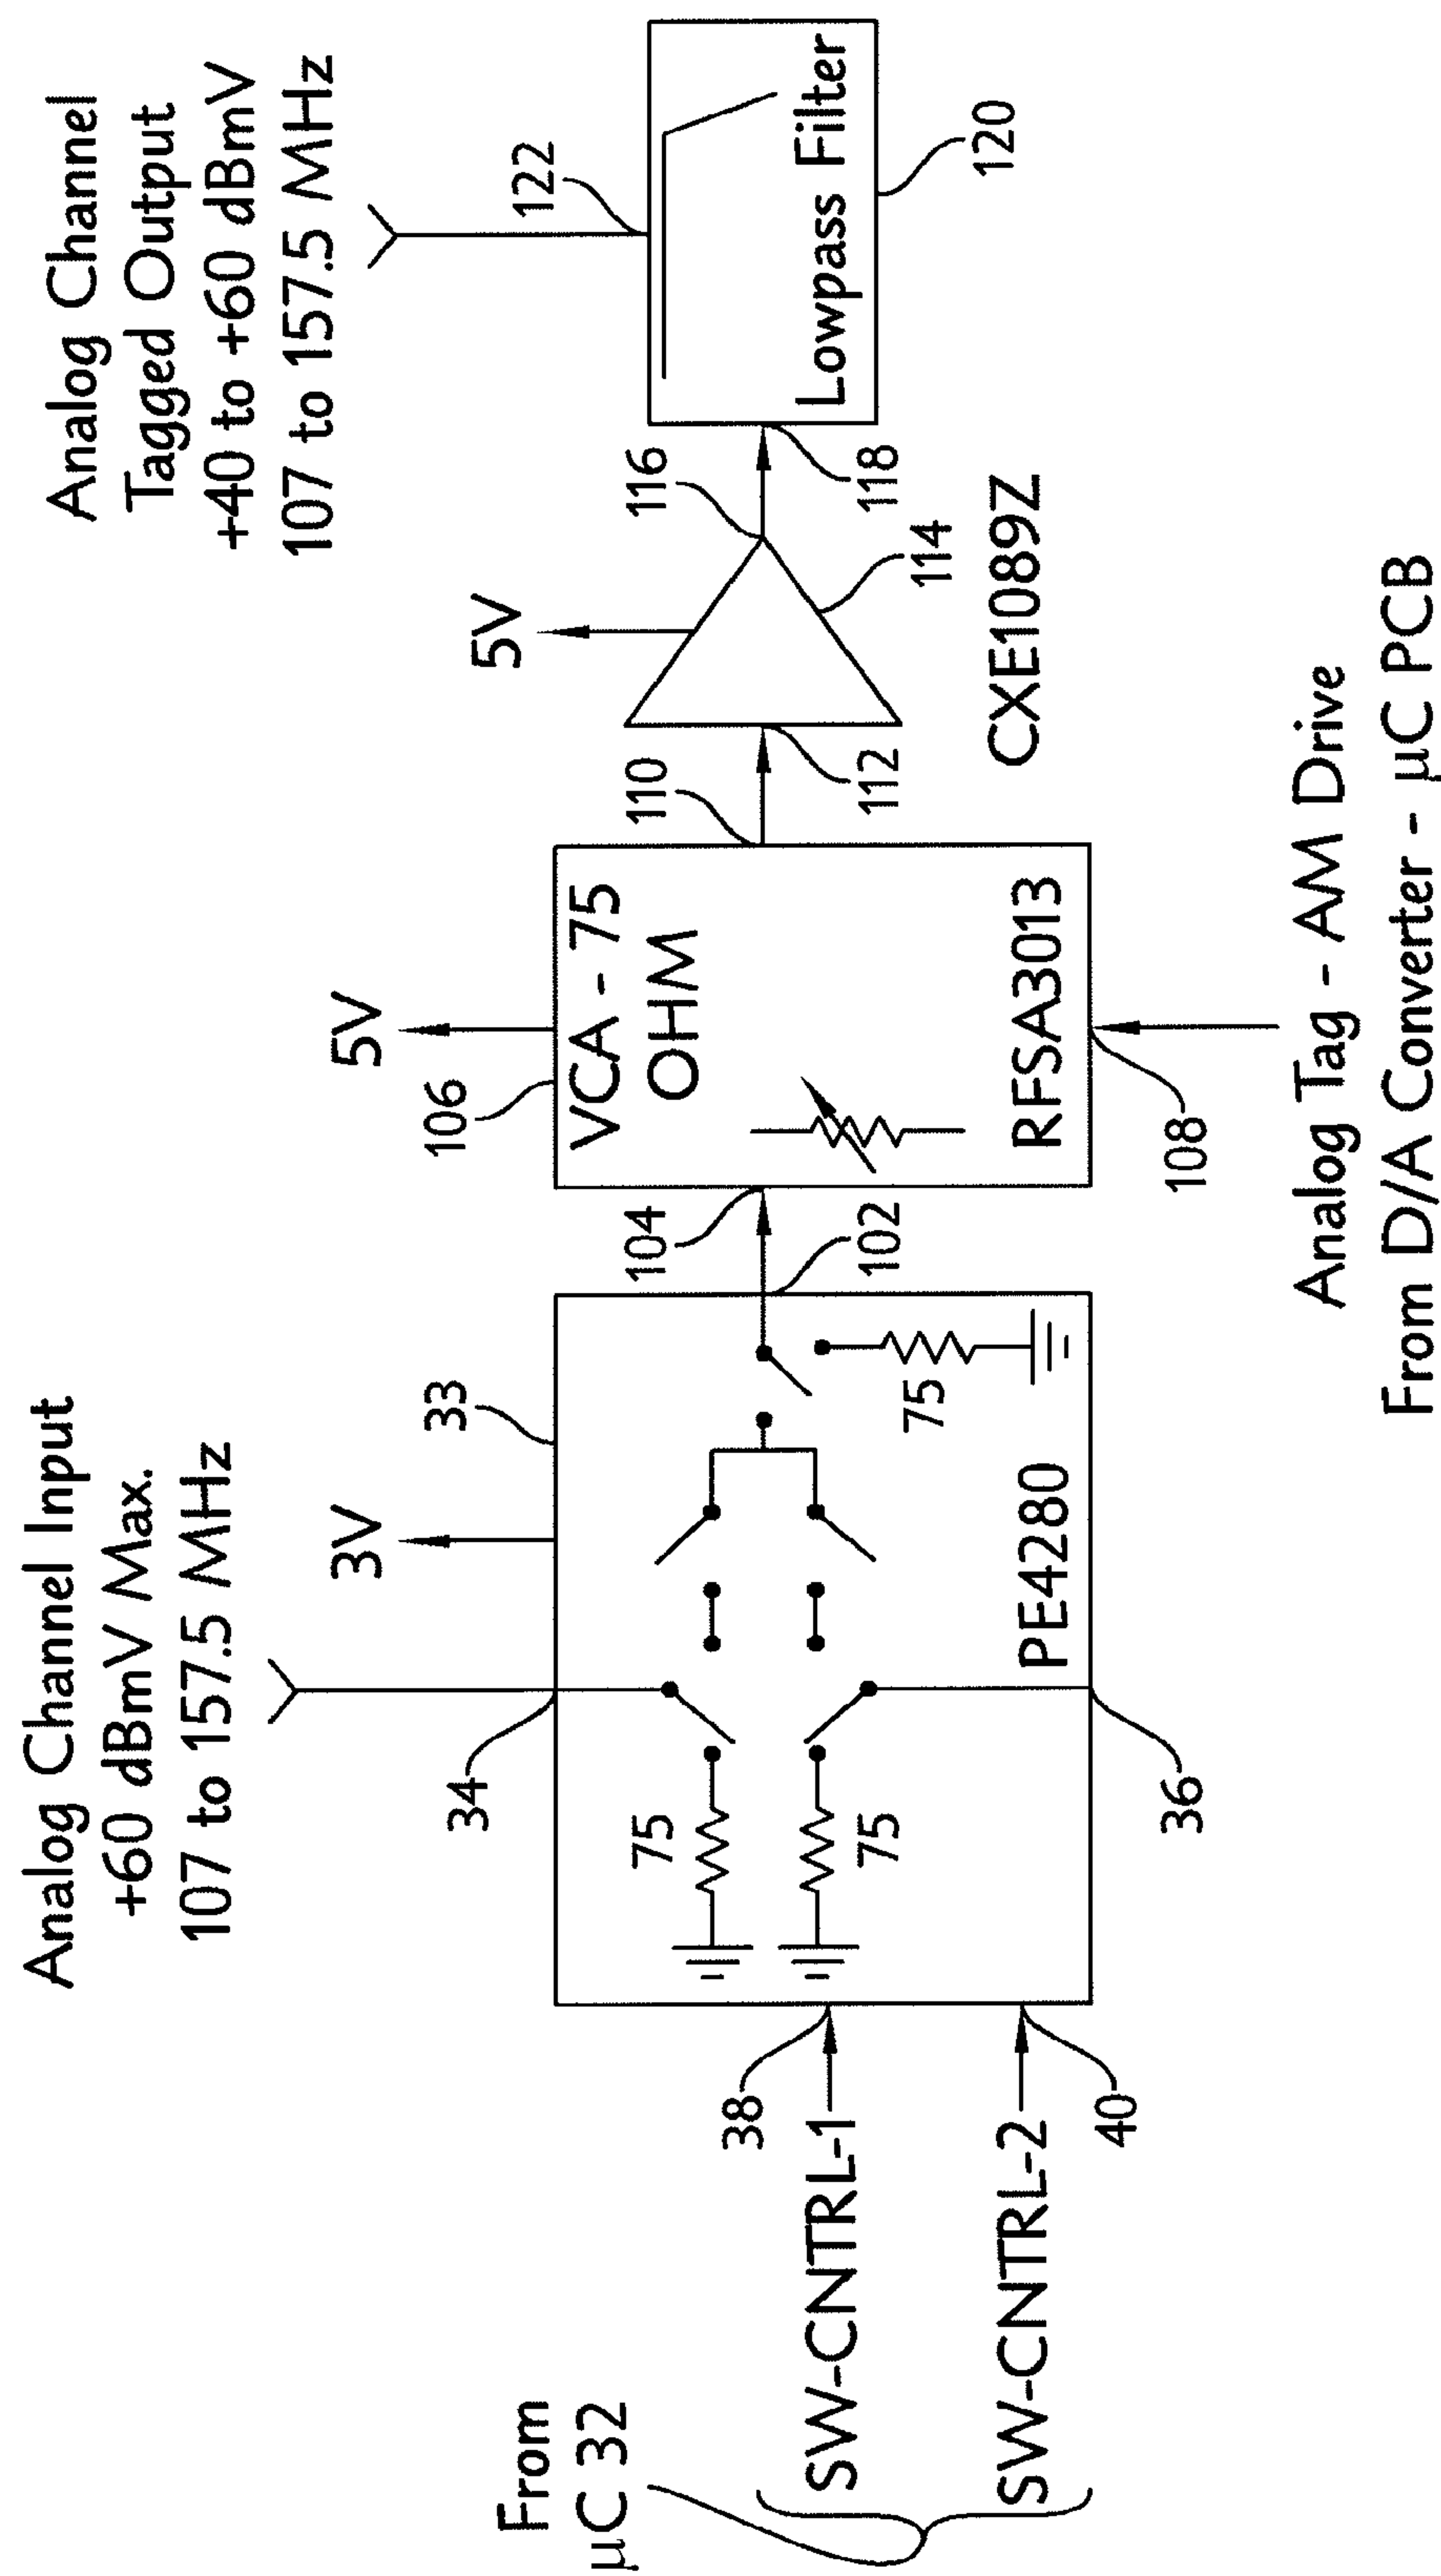 Analog Channel Input
+60 dBmV Max.
107 to 157.5 MHz
Analog Channel
Tagged Output
+40 to +60 dBmV
107 to 157.5 MHz
From
µC 32
SW-CNTRL-1
SW-CNTRL-2
38
40
34
36
3V
33
75
75
75
PE4280
102
104
106
5V
VCA - 75
OHM
RFSA3013
108
110
112
5V
114
CXE1089Z
116
118
122
Lowpass Filter
120
Analog Tag - AM Drive
From D/A Converter - µC PCB